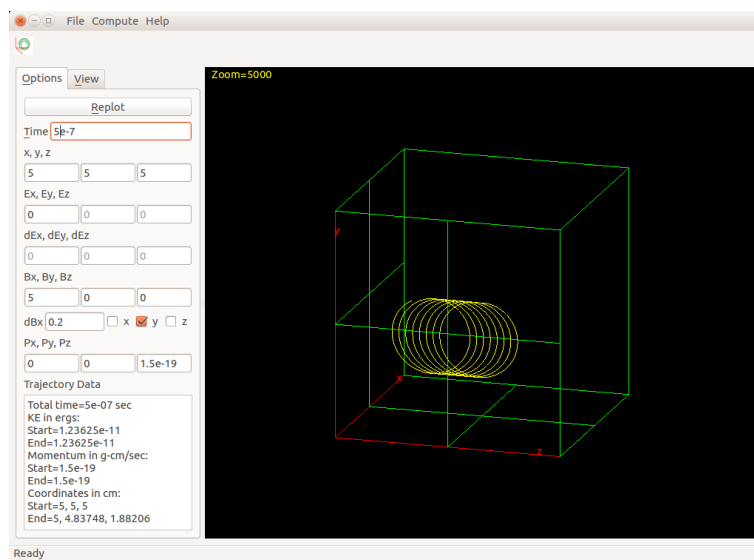 File Compute Help
Options View
Zoom=5000
Replot
Time 5e-7
x, y, z
5 5 5
Ex, Ey, Ez
0 0 0
dEx, dEy, dEz
0 0 0
Bx, By, Bz
5 0 0
dBx 0.2 x y z
Px, Py, Pz
0 0 1.5e-19
Trajectory Data
Total time=5e-07 sec
KE in ergs:
Start=1.23625e-11
End=1.23625e-11
Momentum in g-cm/sec:
Start=1.5e-19
End=1.5e-19
Coordinates in cm:
Start=5, 5, 5
End=5, 4.83748, 1.88206
y
x
z
Ready